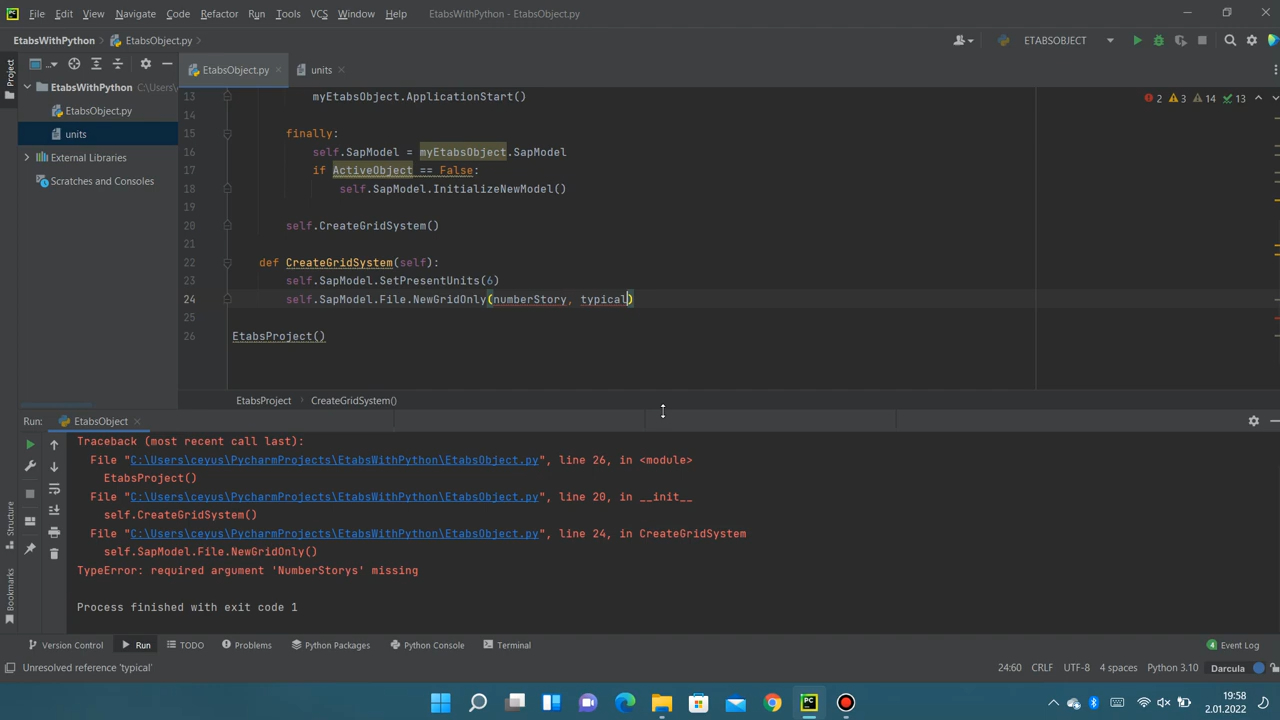 PC File Edit View Navigate Code Refactor Run Tools VCS Window Help EtabsWithPython - EtabsObject.py
EtabsWithPython EtabsObject.py ETABSOBJECT
Project
EtabsObject.py units
EtabsWithPython C:\Users\
EtabsObject.py
units
External Libraries
Scratches and Consoles
2 3 14 13
13 myEtabsObject.ApplicationStart()
14
15 finally:
16 self.SapModel = myEtabsObject.SapModel
17 if ActiveObject == False:
18 self.SapModel.InitializeNewModel()
19
20 self.CreateGridSystem()
21
22 def CreateGridSystem(self):
23 self.SapModel.SetPresentUnits(6)
24 self.SapModel.File.NewGridOnly(numberStory, typical)
25
26 EtabsProject()
EtabsProject CreateGridSystem()
Run: EtabsObject
Traceback (most recent call last):
File "C:\Users\ceyus\PycharmProjects\EtabsWithPython\EtabsObject.py", line 26, in <module>
EtabsProject()
File "C:\Users\ceyus\PycharmProjects\EtabsWithPython\EtabsObject.py", line 20, in __init__
self.CreateGridSystem()
File "C:\Users\ceyus\PycharmProjects\EtabsWithPython\EtabsObject.py", line 24, in CreateGridSystem
self.SapModel.File.NewGridOnly()
TypeError: required argument 'NumberStorys' missing
Process finished with exit code 1
Structure
Bookmarks
Version Control Run TODO Problems Python Packages Python Console Terminal 4 Event Log
Unresolved reference 'typical' 24:60 CRLF UTF-8 4 spaces Python 3.10 Darcula
PC
19:58
2.01.2022